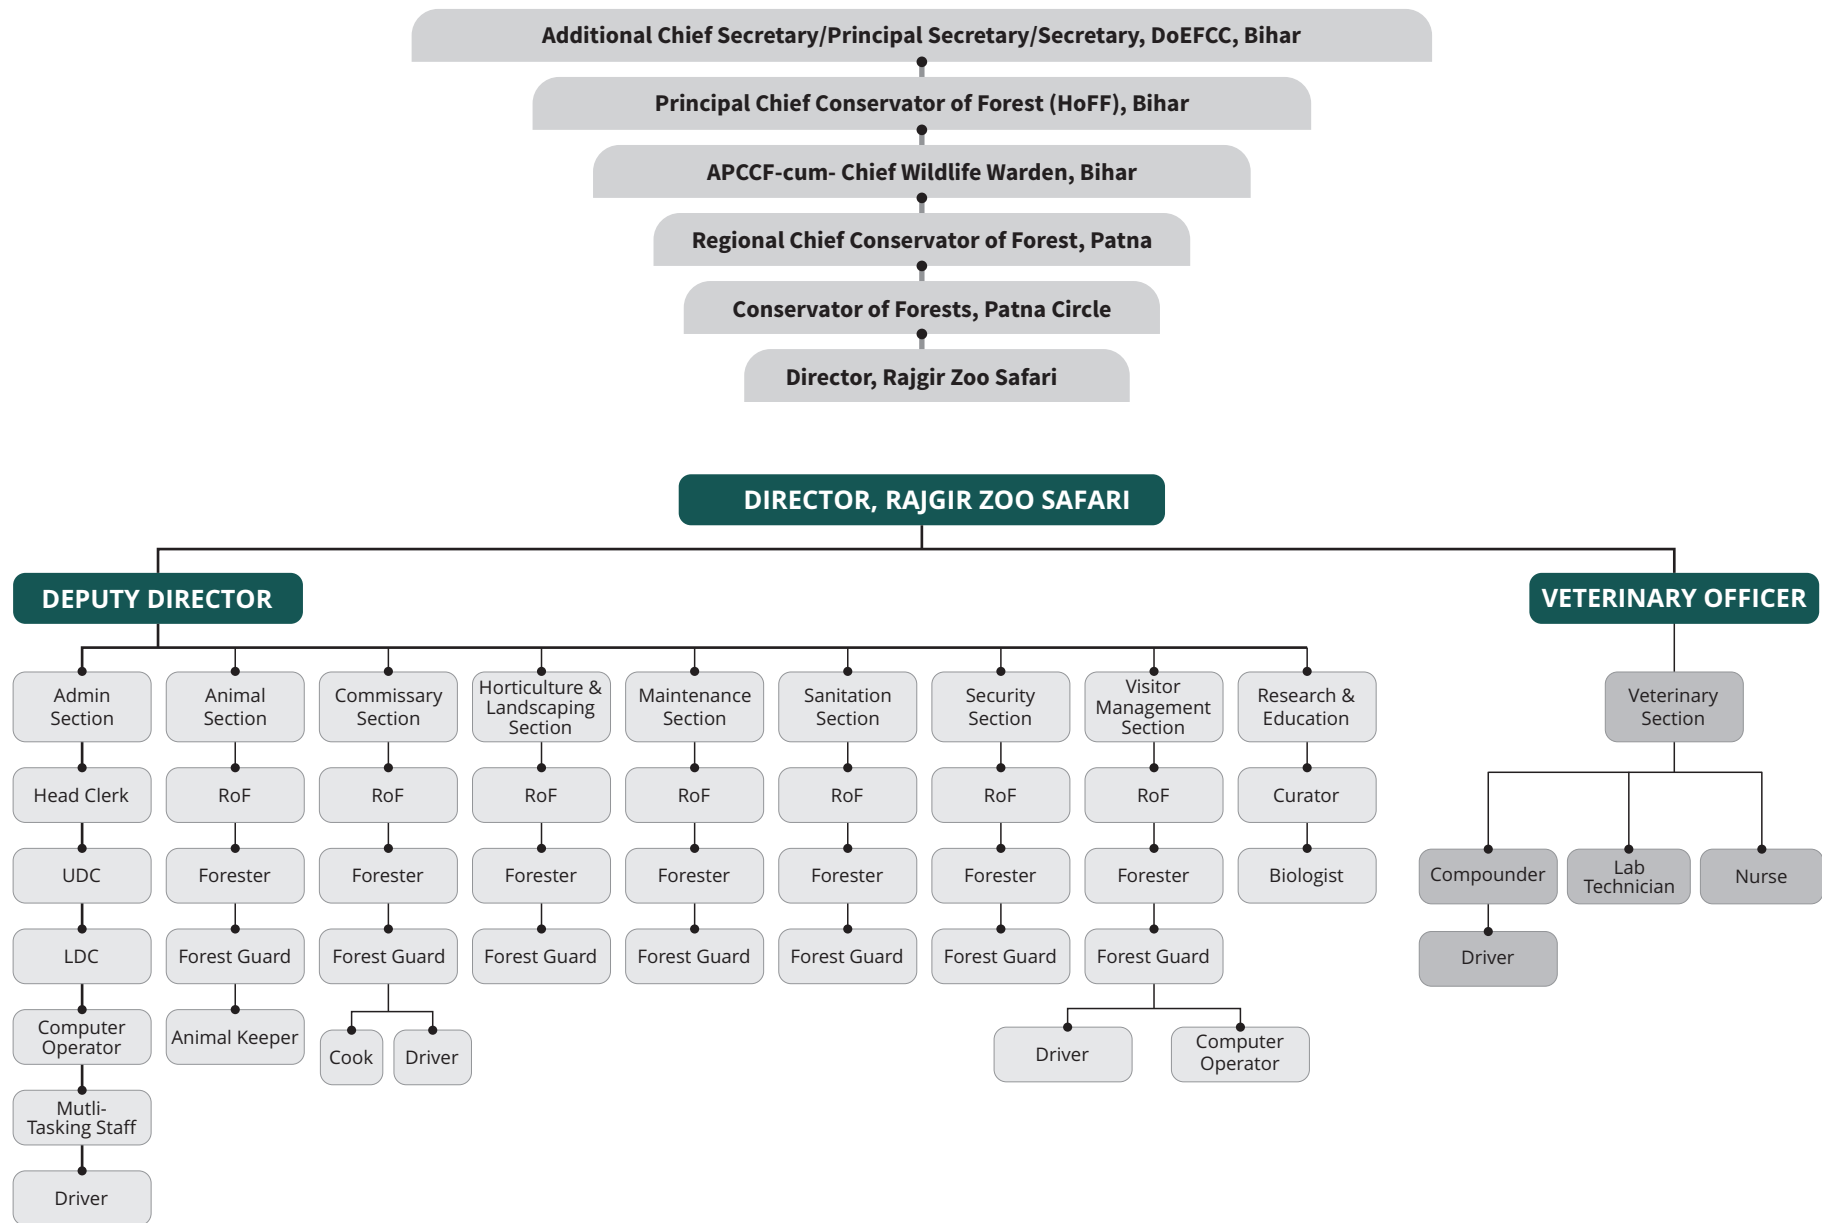 Additional Chief Secretary/Principal Secretary/Secretary, DoEFCC, Bihar
Principal Chief Conservator of Forest (HoFF), Bihar
APCCF-cum- Chief Wildlife Warden, Bihar
Regional Chief Conservator of Forest, Patna
Conservator of Forests, Patna Circle
Director, Rajgir Zoo Safari
DIRECTOR, RAJGIR ZOO SAFARI
DEPUTY DIRECTOR
VETERINARY OFFICER
Admin
Section
Animal
Section
Commissary
Section
Horticulture &
Landscaping
Section
Maintenance
Section
Sanitation
Section
Security
Section
Visitor
Management
Section
Research &
Education
Veterinary
Section
Head Clerk
RoF
RoF
RoF
RoF
RoF
RoF
RoF
Curator
UDC
Forester
Forester
Forester
Forester
Forester
Forester
Forester
Biologist
Compounder
Lab
Technician
Nurse
LDC
Forest Guard
Forest Guard
Forest Guard
Forest Guard
Forest Guard
Forest Guard
Forest Guard
Driver
Computer
Operator
Animal Keeper
Cook
Driver
Driver
Computer
Operator
Mutli-
Tasking Staff
Driver